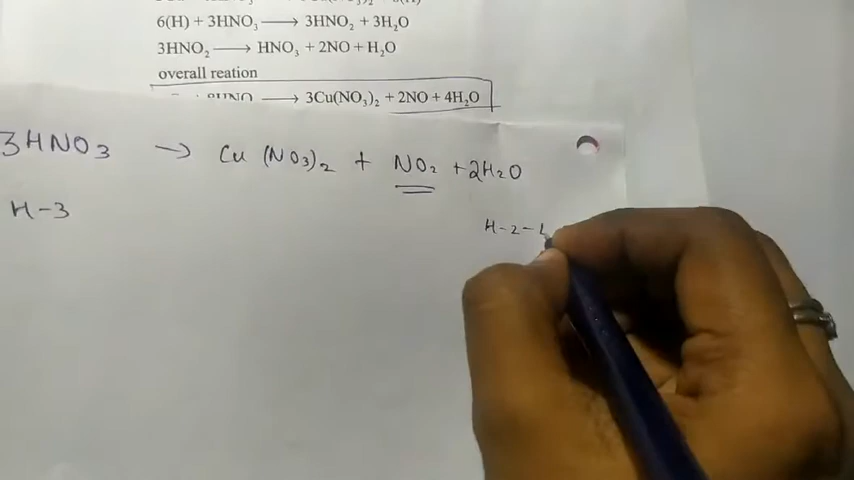 6(H) + 3HNO₃ ⟶ 3HNO₂ + 3H₂O
3HNO₂ ⟶ HNO₃ + 2NO + H₂O
overall reation
⟶ 3Cu(NO₃)₂ + 2NO + 4H₂O
3HNO₃ → Cu (NO₃)₂ + NO₂ + 2H₂O
H-3
H-2-